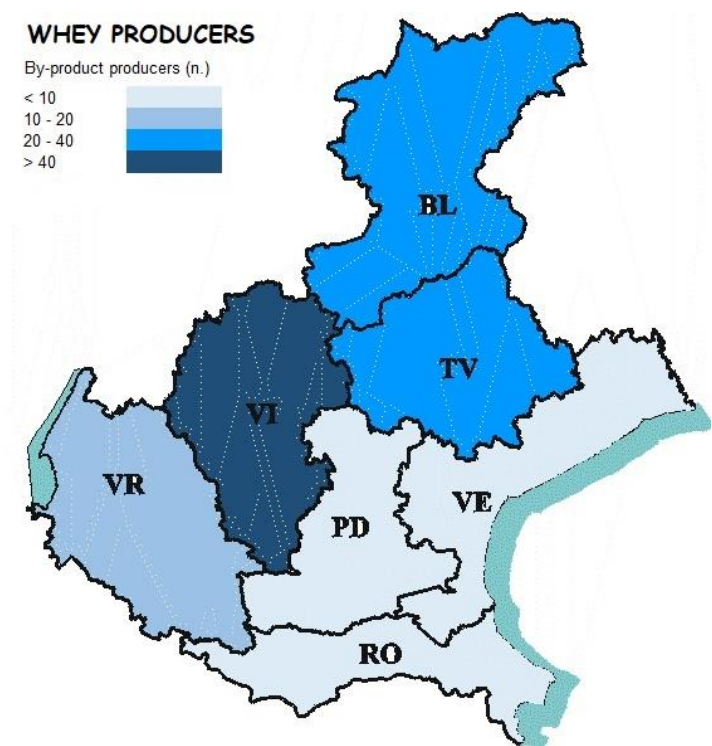 WHEY PRODUCERS
By-product producers (n.)
< 10
10 - 20
20 - 40
> 40
BL
TV
VI
VR
VE
PD
RO